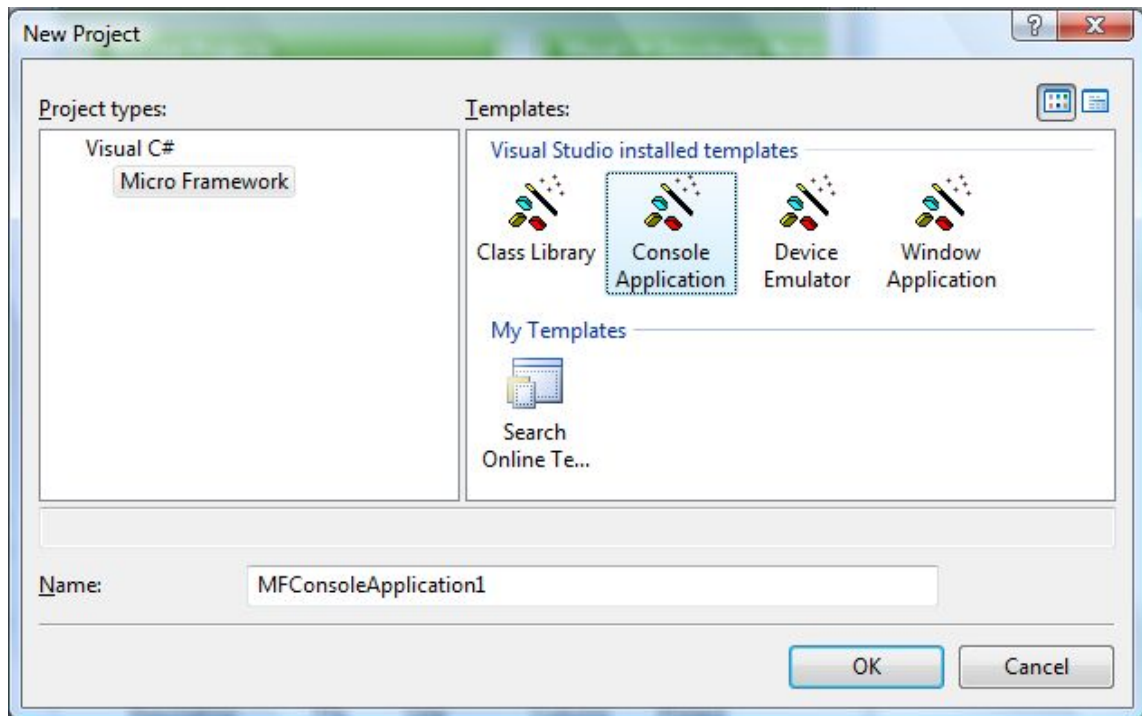 New Project
Project types:
Templates:
Visual C#
Micro Framework
Visual Studio installed templates
Class Library
Console
Application
Device
Emulator
Window
Application
My Templates
Search
Online Te...
Name:
MFConsoleApplication1
OK
Cancel